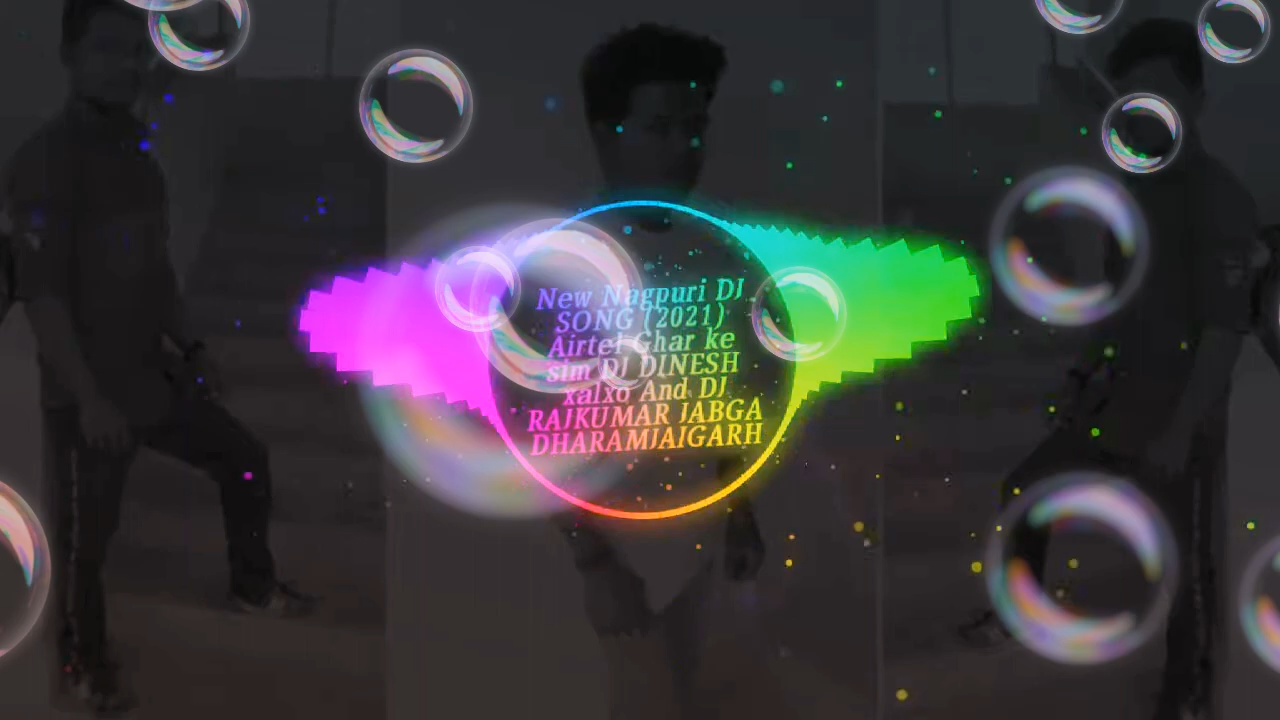 New Nagpuri DJ
SONG (2021)
Airtel Ghar ke
sim DJ DINESH
xalxo And DJ
RAJKUMAR JABGA
DHARAMJAIGARH